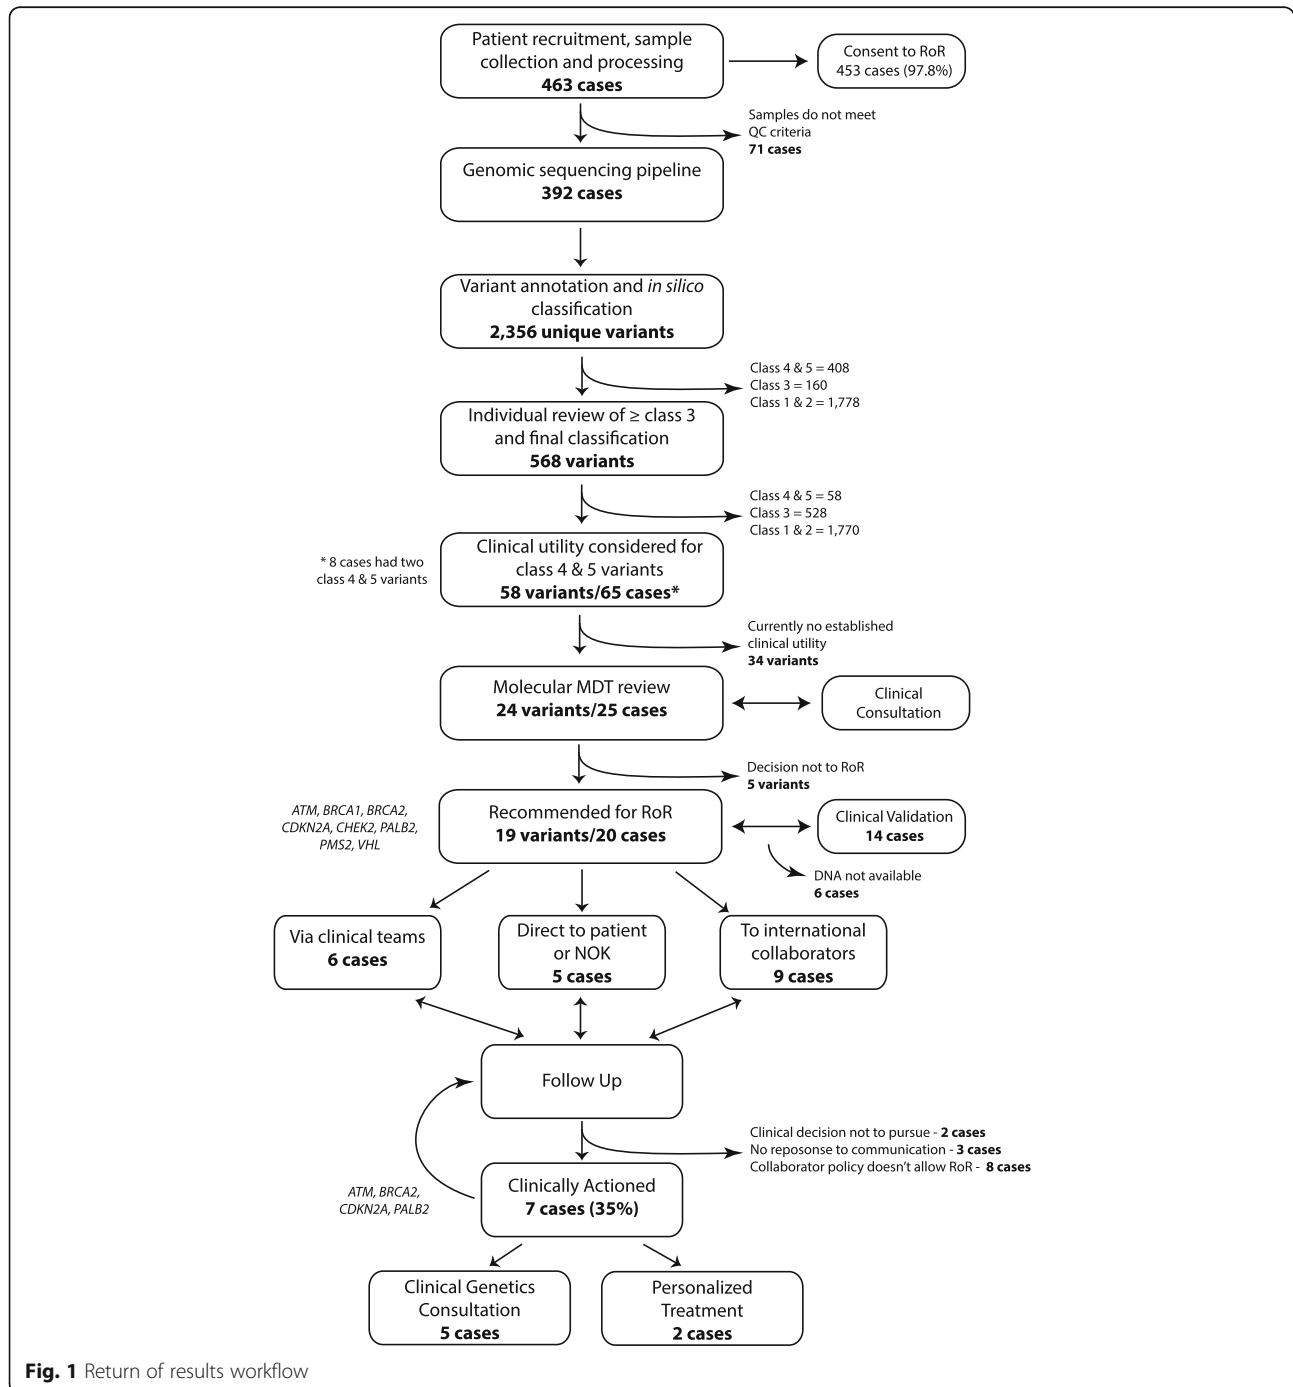 Patient recruitment, sample
collection and processing
463 cases
Consent to RoR
453 cases (97.8%)
Samples do not meet
QC criteria
71 cases
Genomic sequencing pipeline
392 cases
Variant annotation and in silico
classification
2,356 unique variants
Class 4 & 5 = 408
Class 3 = 160
Class 1 & 2 = 1,778
Individual review of ≥ class 3
and final classification
568 variants
Class 4 & 5 = 58
Class 3 = 528
Class 1 & 2 = 1,770
* 8 cases had two
class 4 & 5 variants
Clinical utility considered for
class 4 & 5 variants
58 variants/65 cases*
Currently no established
clinical utility
34 variants
Molecular MDT review
24 variants/25 cases
Clinical
Consultation
Decision not to RoR
5 variants
ATM, BRCA1, BRCA2,
CDKN2A, CHEK2, PALB2,
PMS2, VHL
Recommended for RoR
19 variants/20 cases
Clinical Validation
14 cases
DNA not available
6 cases
Via clinical teams
6 cases
Direct to patient
or NOK
5 cases
To international
collaborators
9 cases
Follow Up
Clinical decision not to pursue - 2 cases
No reposonse to communication - 3 cases
Collaborator policy doesn't allow RoR - 8 cases
ATM, BRCA2,
CDKN2A, PALB2
Clinically Actioned
7 cases (35%)
Clinical Genetics
Consultation
5 cases
Personalized
Treatment
2 cases
Fig. 1 Return of results workflow